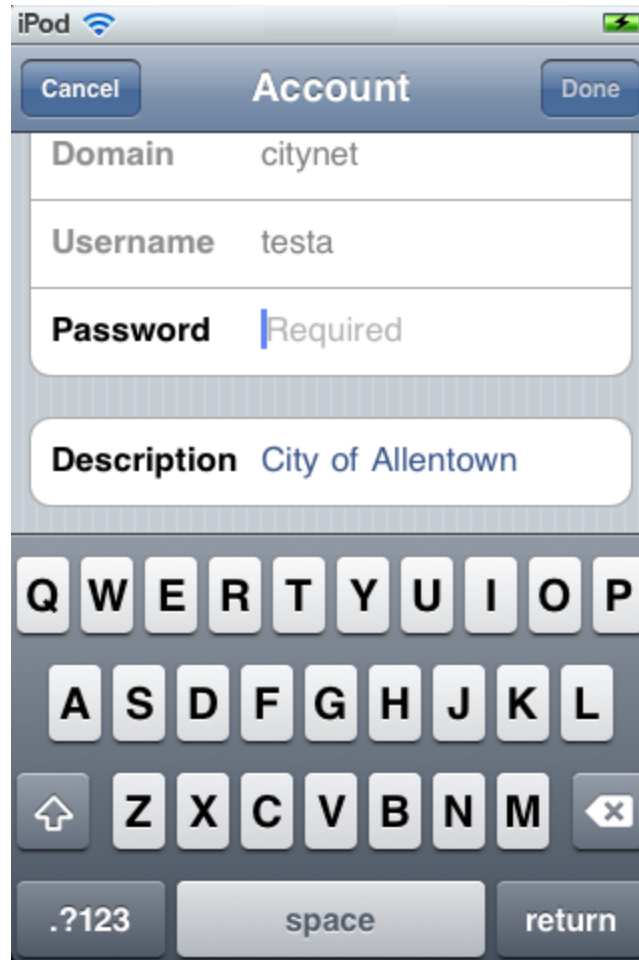 iPod
Cancel Account Done
Domain citynet
Username testa
Password Required
Description City of Allentown
Q W E R T Y U I O P
A S D F G H J K L
Z X C V B N M
.?123 space return